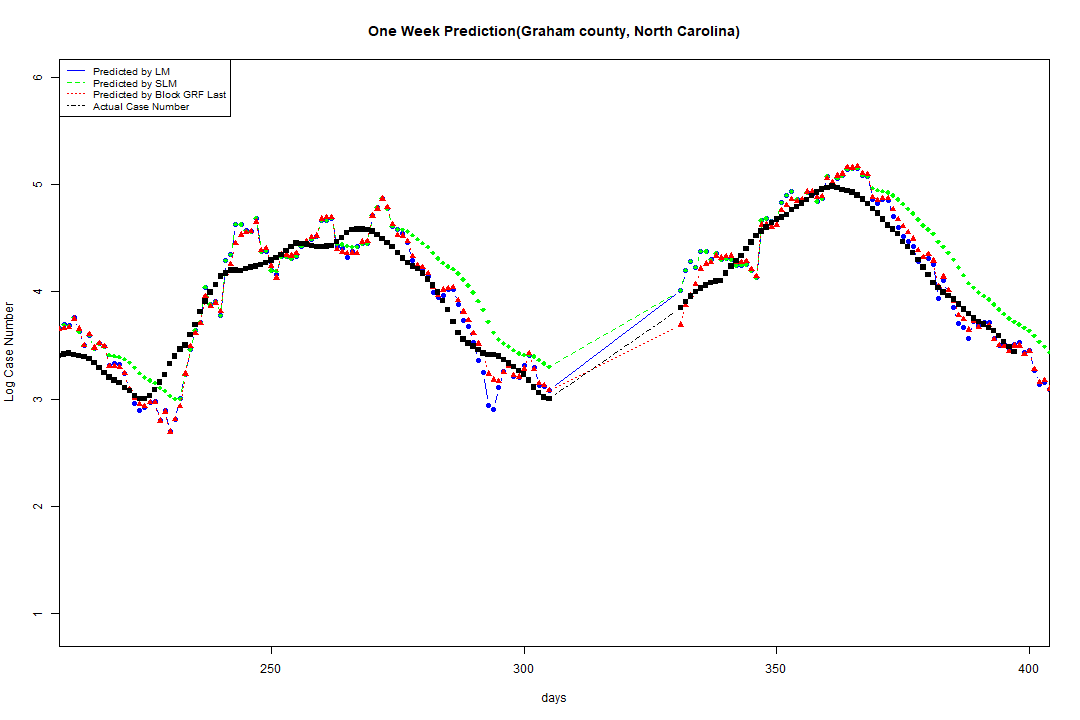 One Week Prediction(Graham county, North Carolina)
Predicted by LM
Predicted by SLM
Predicted by Block GRF Last
Actual Case Number
6
5
4
3
2
1
Log Case Number
250
300
350
400
days